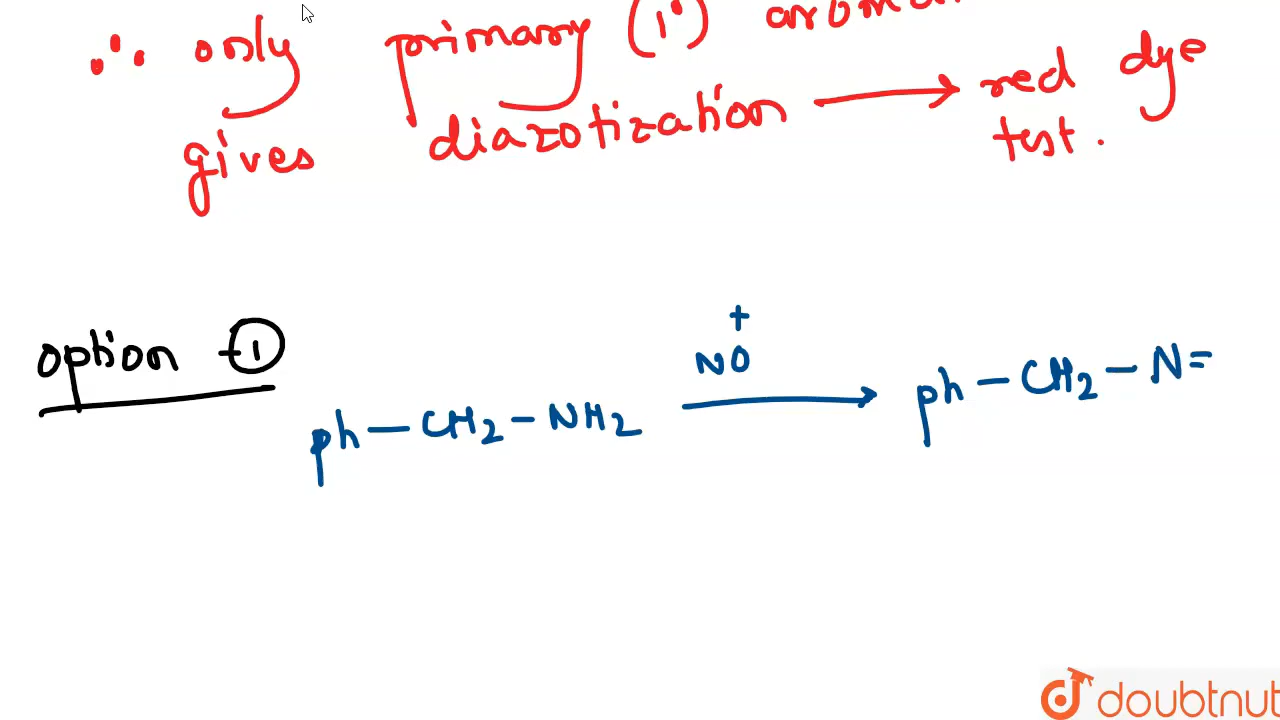 ∴ only primary (1°)
gives diazotization → red dye
test.
option - ①
ph - CH2 - NH2 NO+ → ph - CH2 - N=
doubtnut